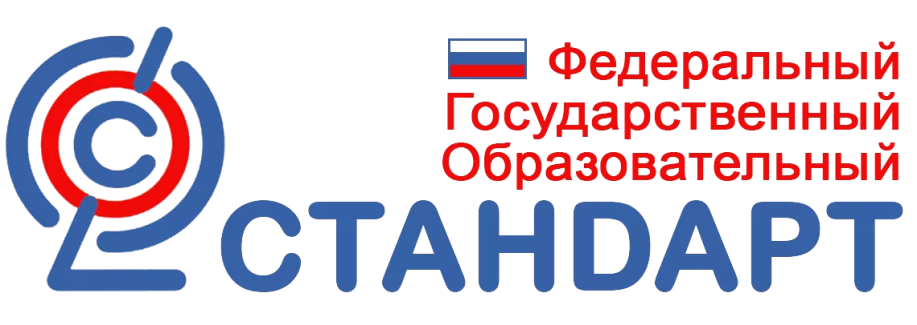 Федеральный
Государственный
Образовательный
СТАНДАРТ